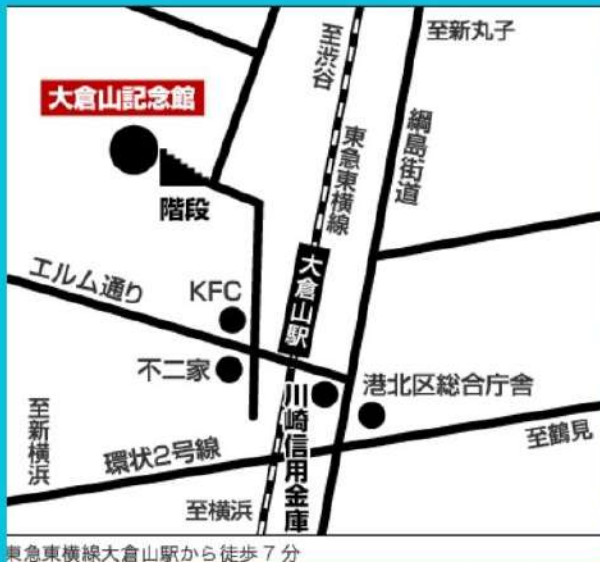 至新丸子
至渋谷
大倉山記念館
綱島街道
東急東横線
階段
エルム通り
KFC
大倉山駅
不二家
港北区総合庁舎
川崎信用金庫
至新横浜
環状2号線
至鶴見
至横浜
東急東横線大倉山駅から徒歩7分